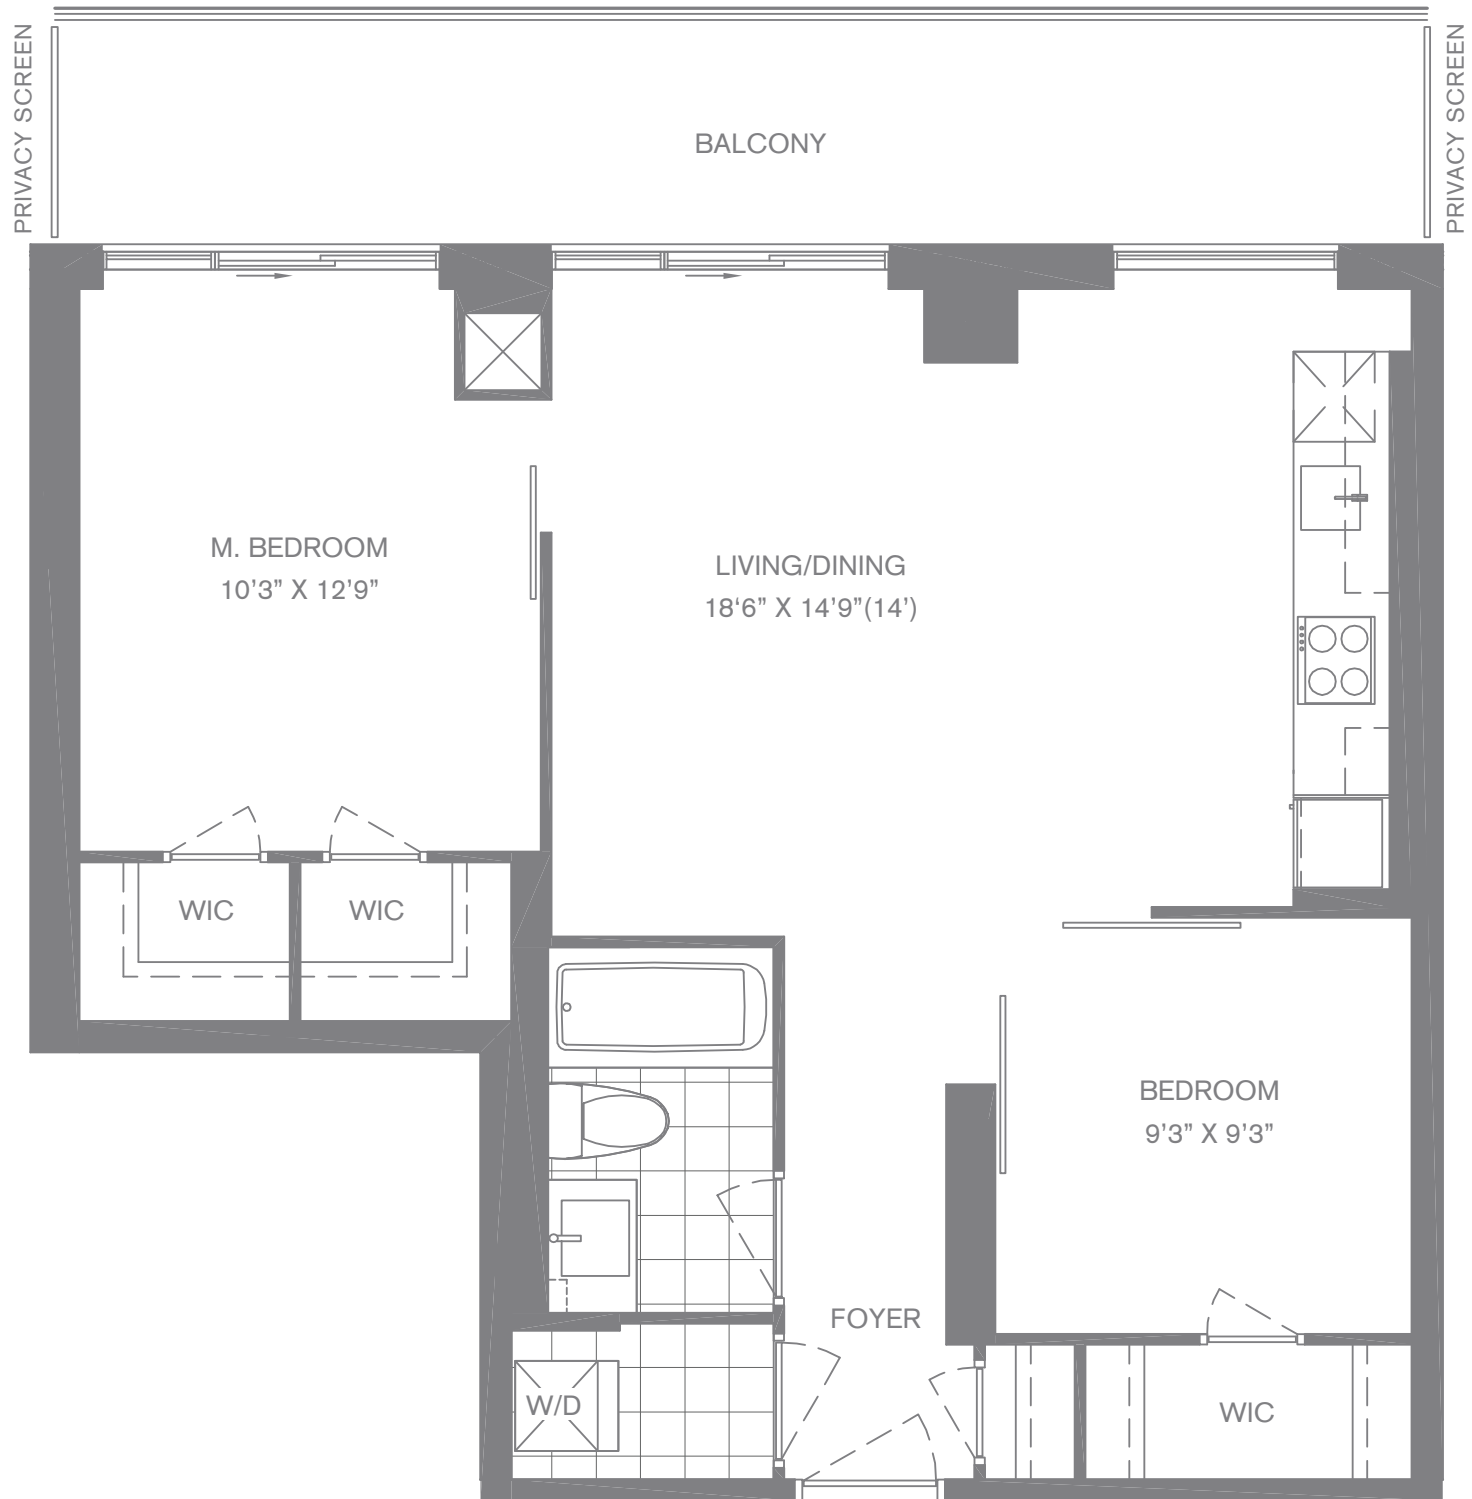 PRIVACY SCREEN
PRIVACY SCREEN
BALCONY
M. BEDROOM
10’3” X 12’9”
LIVING/DINING
18‘6” X 14’9”(14’)
WIC
WIC
BEDROOM
9’3” X 9’3”
FOYER
W/D
WIC